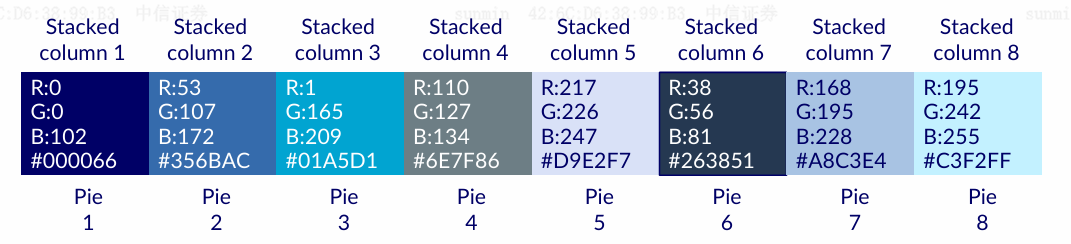 C:D6:38:99:B3 中信证券 sunmin 42:6C:D6:38:99:B3 中信证券 sunmi
Stacked column 1
Stacked column 2
Stacked column 3
Stacked column 4
Stacked column 5
Stacked column 6
Stacked column 7
Stacked column 8
R:0
G:0
B:102
#000066
R:53
G:107
B:172
#356BAC
R:1
G:165
B:209
#01A5D1
R:110
G:127
B:134
#6E7F86
R:217
G:226
B:247
#D9E2F7
R:38
G:56
B:81
#263851
R:168
G:195
B:228
#A8C3E4
R:195
G:242
B:255
#C3F2FF
Pie 1
Pie 2
Pie 3
Pie 4
Pie 5
Pie 6
Pie 7
Pie 8